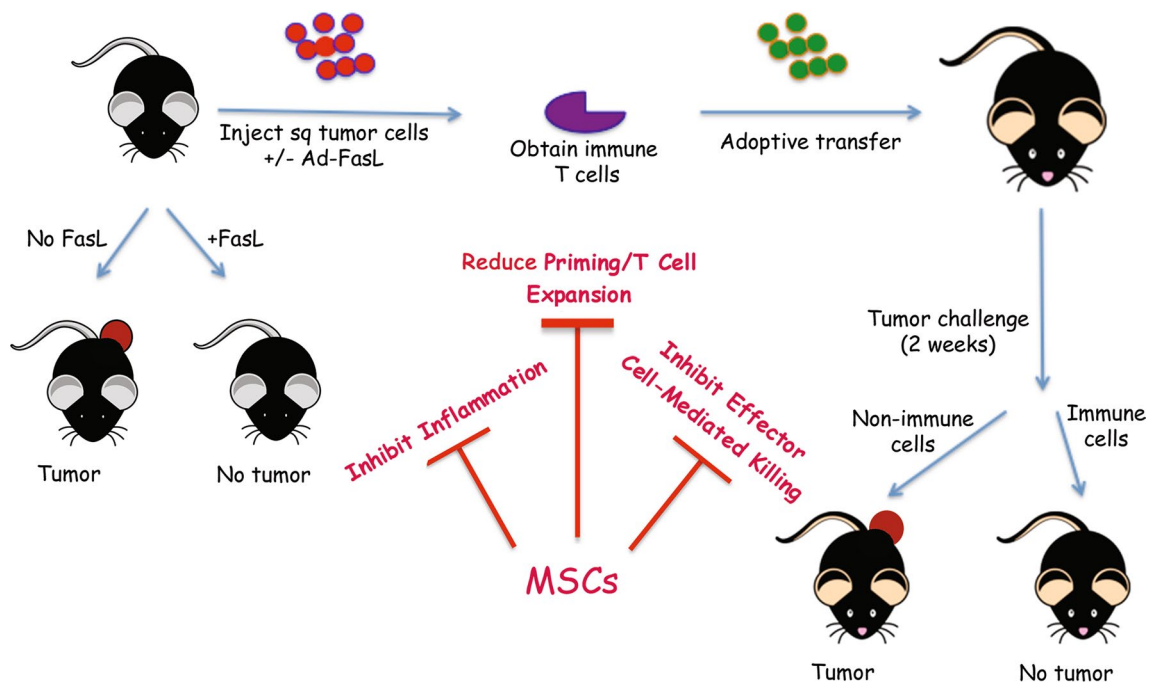 Inject sq tumor cells
+/- Ad-FasL
Obtain immune
T cells
Adoptive transfer
No FasL
+FasL
Tumor
No tumor
Reduce Priming/T Cell
Expansion
Inhibit Inflammation
Inhibit Effector
Cell-Mediated Killing
MSCs
Tumor challenge
(2 weeks)
Non-immune
cells
Immune
cells
Tumor
No tumor